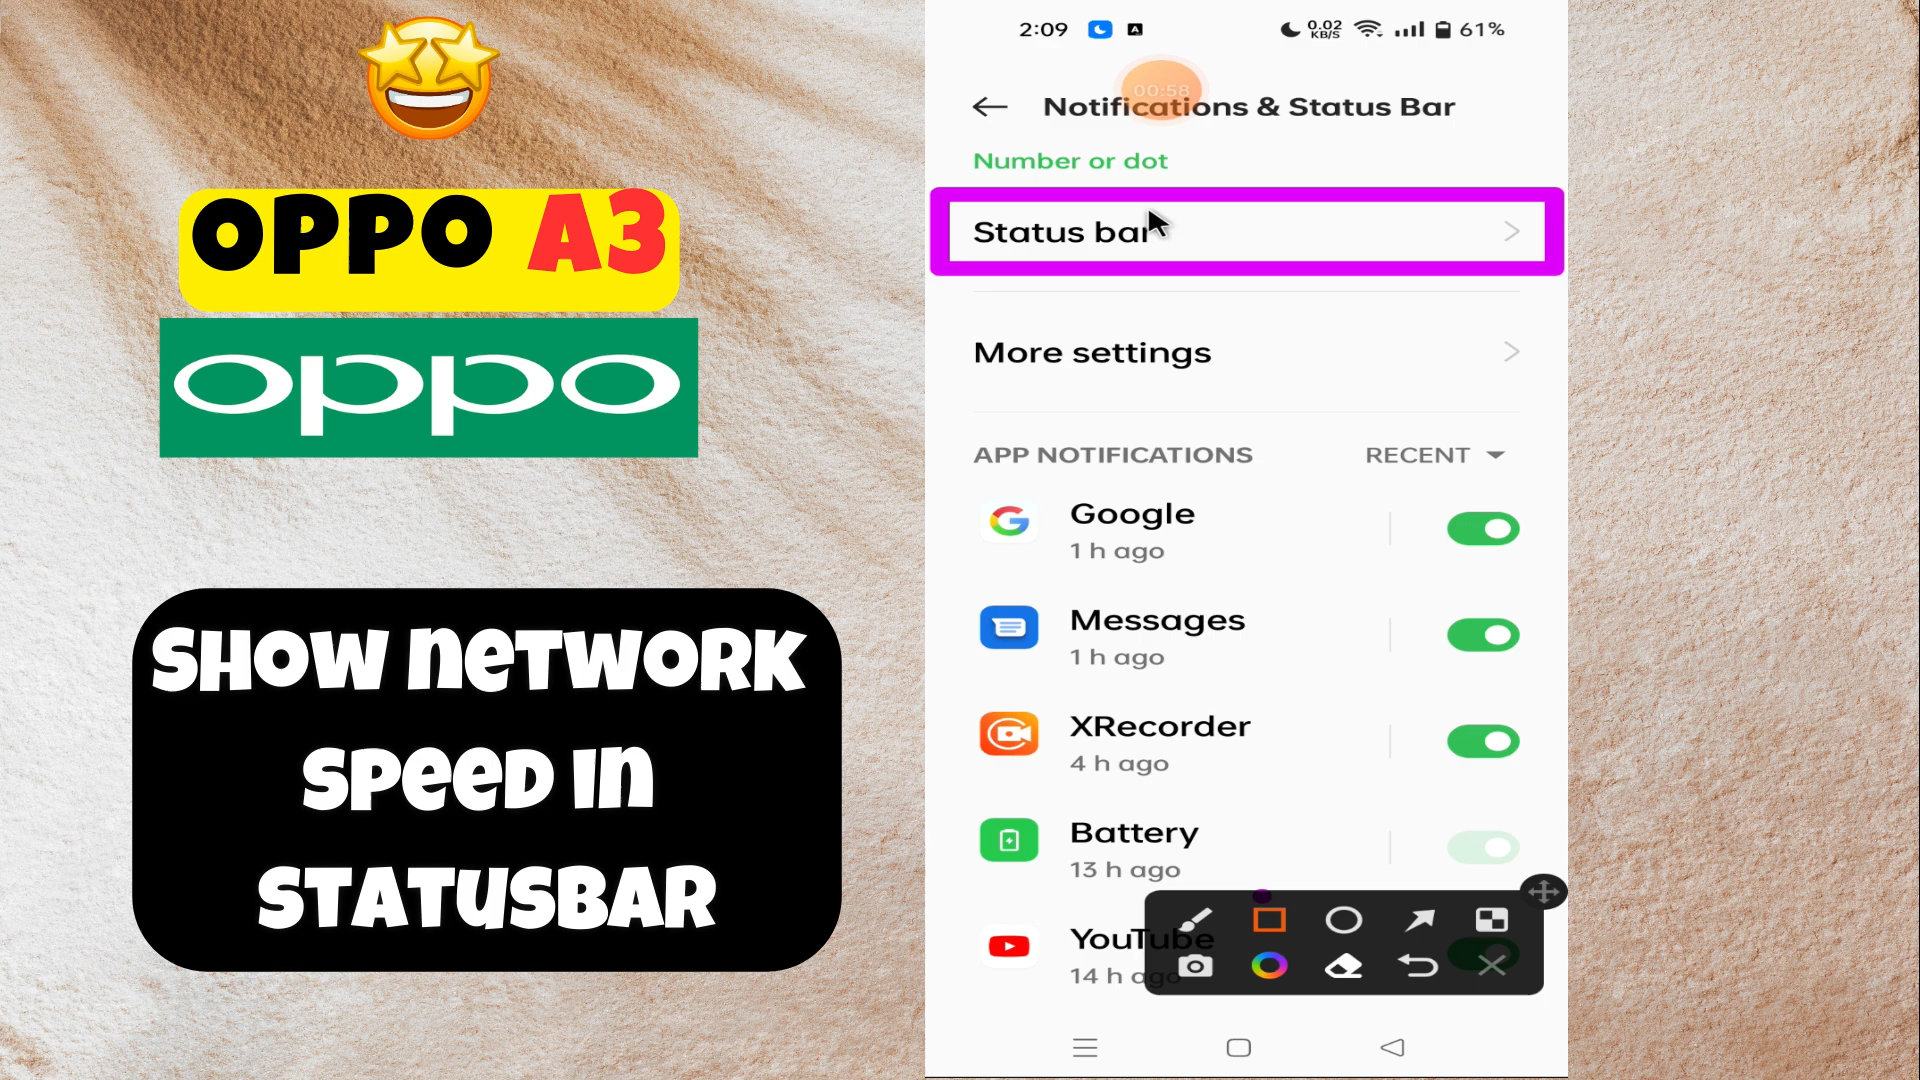 OPPO A3
oppo
SHOW NETWORK
SPEED IN
STATUSBAR
2:09
A
0.02
KB/S
61%
00:58
Notifications & Status Bar
Number or dot
Status bar
More settings
APP NOTIFICATIONS
RECENT
Google
1 h ago
Messages
1 h ago
XRecorder
4 h ago
Battery
13 h ago
YouTube
14 h ago